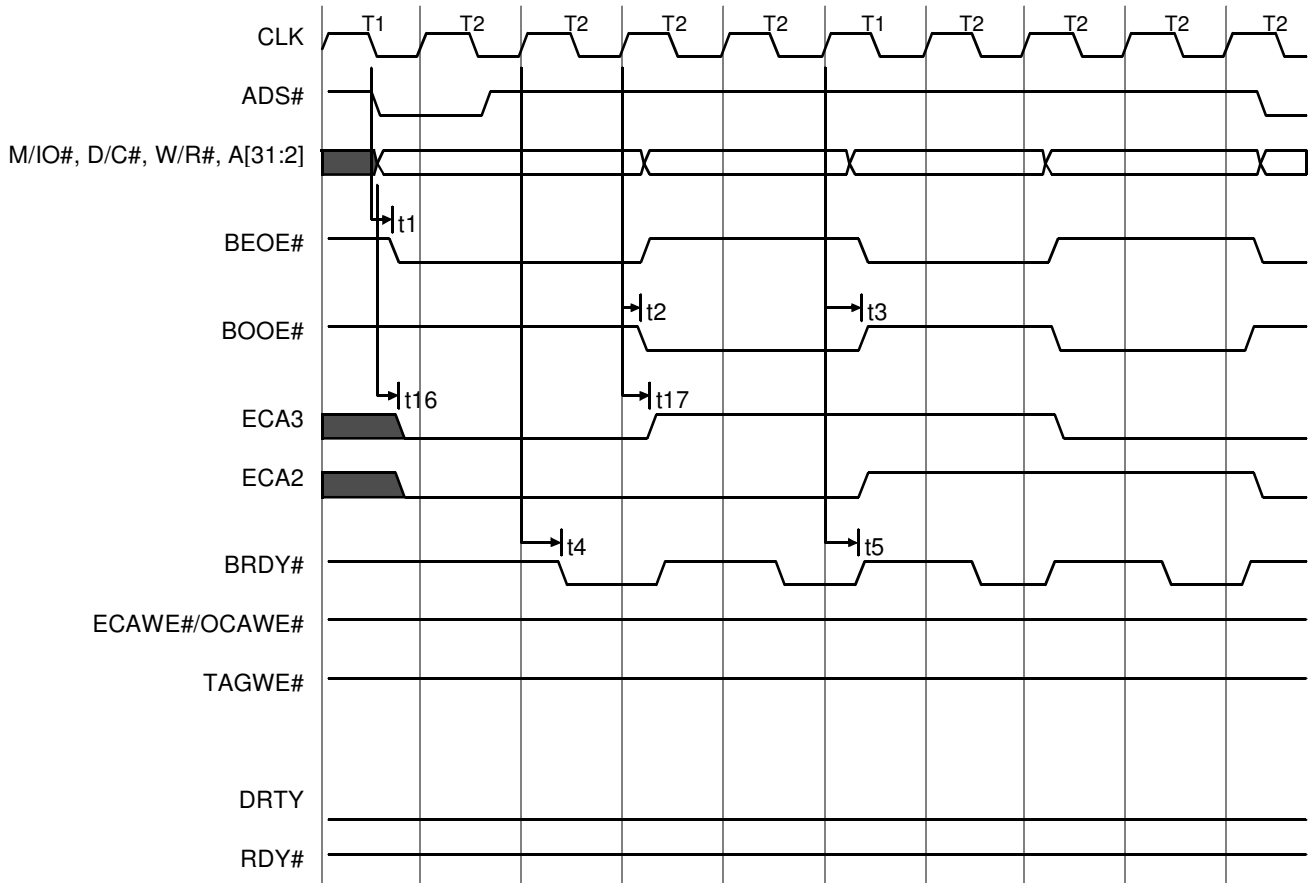 T1 T2 T2 T2 T2 T1 T2 T2 T2 T2
CLK
ADS#
M/IO#, D/C#, W/R#, A[31:2]
t1
BEOE#
t2 t3
BOOE#
t16 t17
ECA3
ECA2
t4 t5
BRDY#
ECAWE#/OCAWE#
TAGWE#
DRTY
RDY#